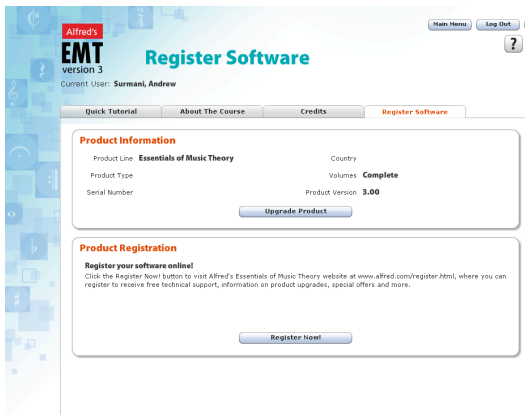 Main Menu
Log Out
?
Alfred's
EMT
version 3
Register Software
Current User: Surmani, Andrew
Quick Tutorial
About The Course
Credits
Register Software
Product Information
Product Line Essentials of Music Theory
Country
Product Type
Volumes Complete
Serial Number
Product Version 3.00
Upgrade Product
Product Registration
Register your software online!
Click the Register Now! button to visit Alfred's Essentials of Music Theory website at www.alfred.com/register.html, where you can
register to receive free technical support, information on product upgrades, special offers and more.
Register Now!